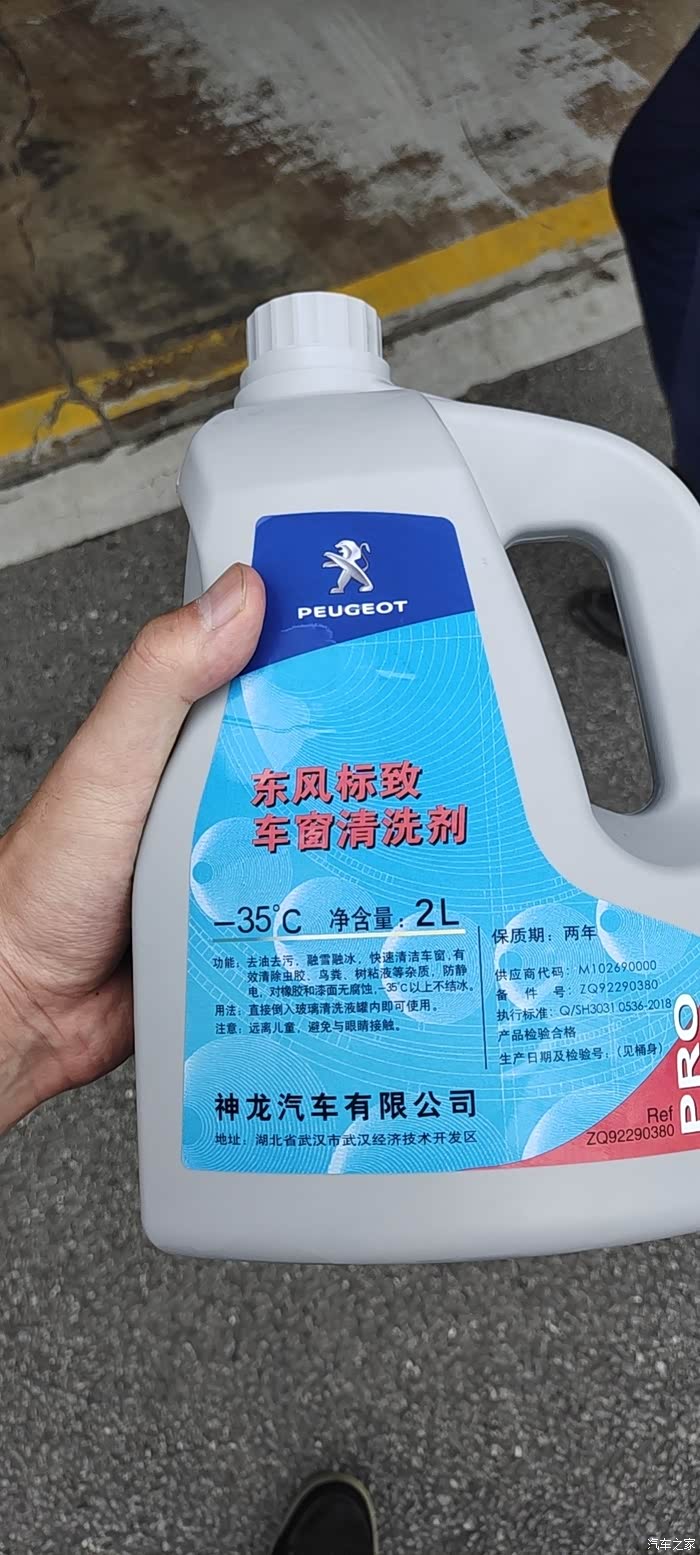 PEUGEOT
东风标致
车窗清洗剂
-35℃ 净含量：2L
功能：去油去污，融雪融冰，快速清洁车窗，有
效清除虫胶、鸟粪、树粘液等杂质，防静
电，对橡胶和漆面无腐蚀，-35℃以上不结冰。
用法：直接倒入玻璃清洗液罐内即可使用。
注意：远离儿童，避免与眼睛接触。
保质期：两年
供应商代码：M102690000
备 件 号：ZQ92290380
执行标准：Q/SH3031 0536-2018
产品检验合格
生产日期及检验号：（见桶身）
神龙汽车有限公司
地址：湖北省武汉市武汉经济技术开发区
Ref
ZQ92290380
PRO
汽车之家